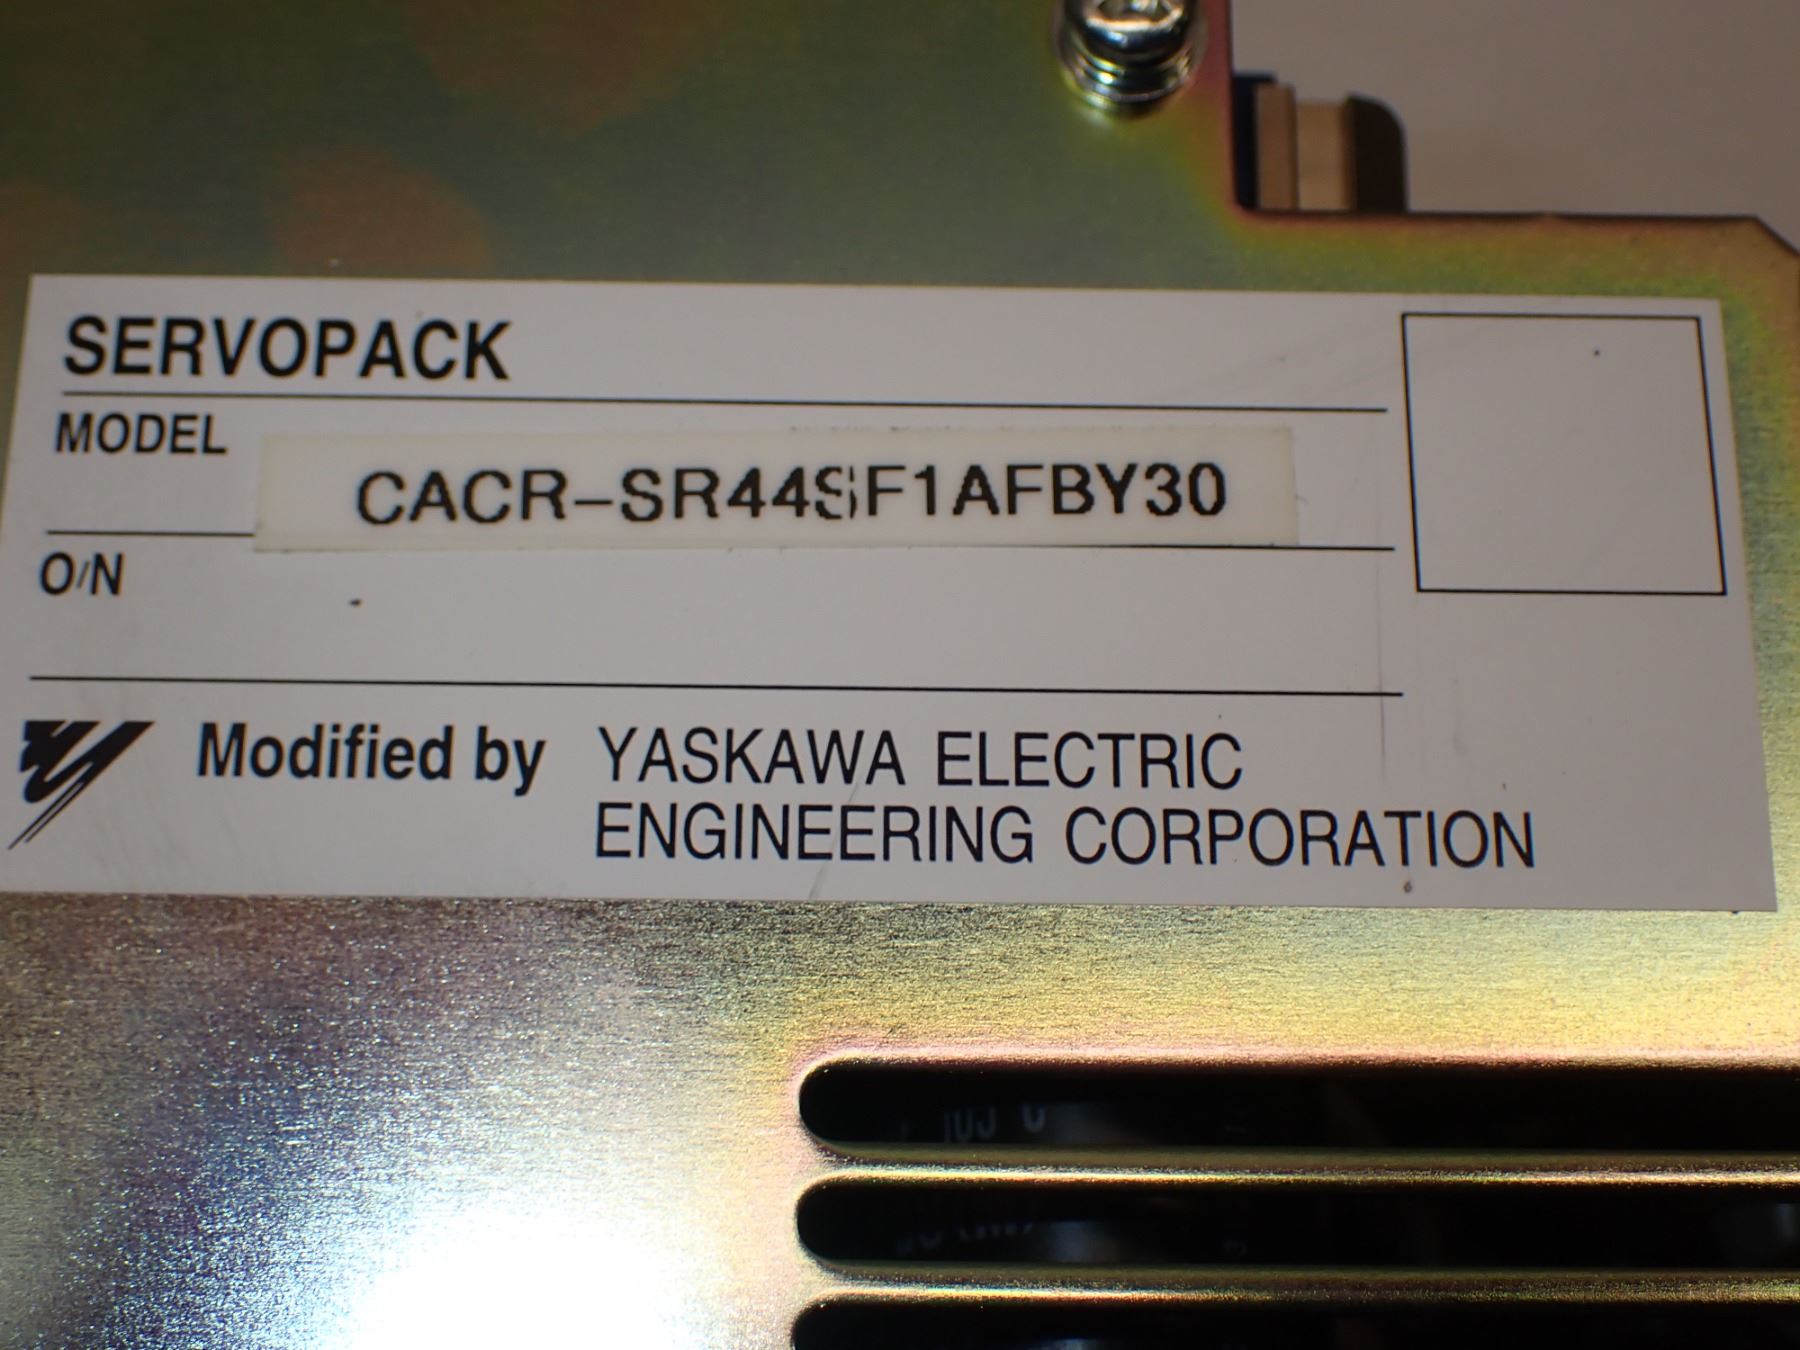 SERVOPACK
MODEL CACR-SR44SF1AFBY30
O/N
Modified by YASKAWA ELECTRIC
ENGINEERING CORPORATION